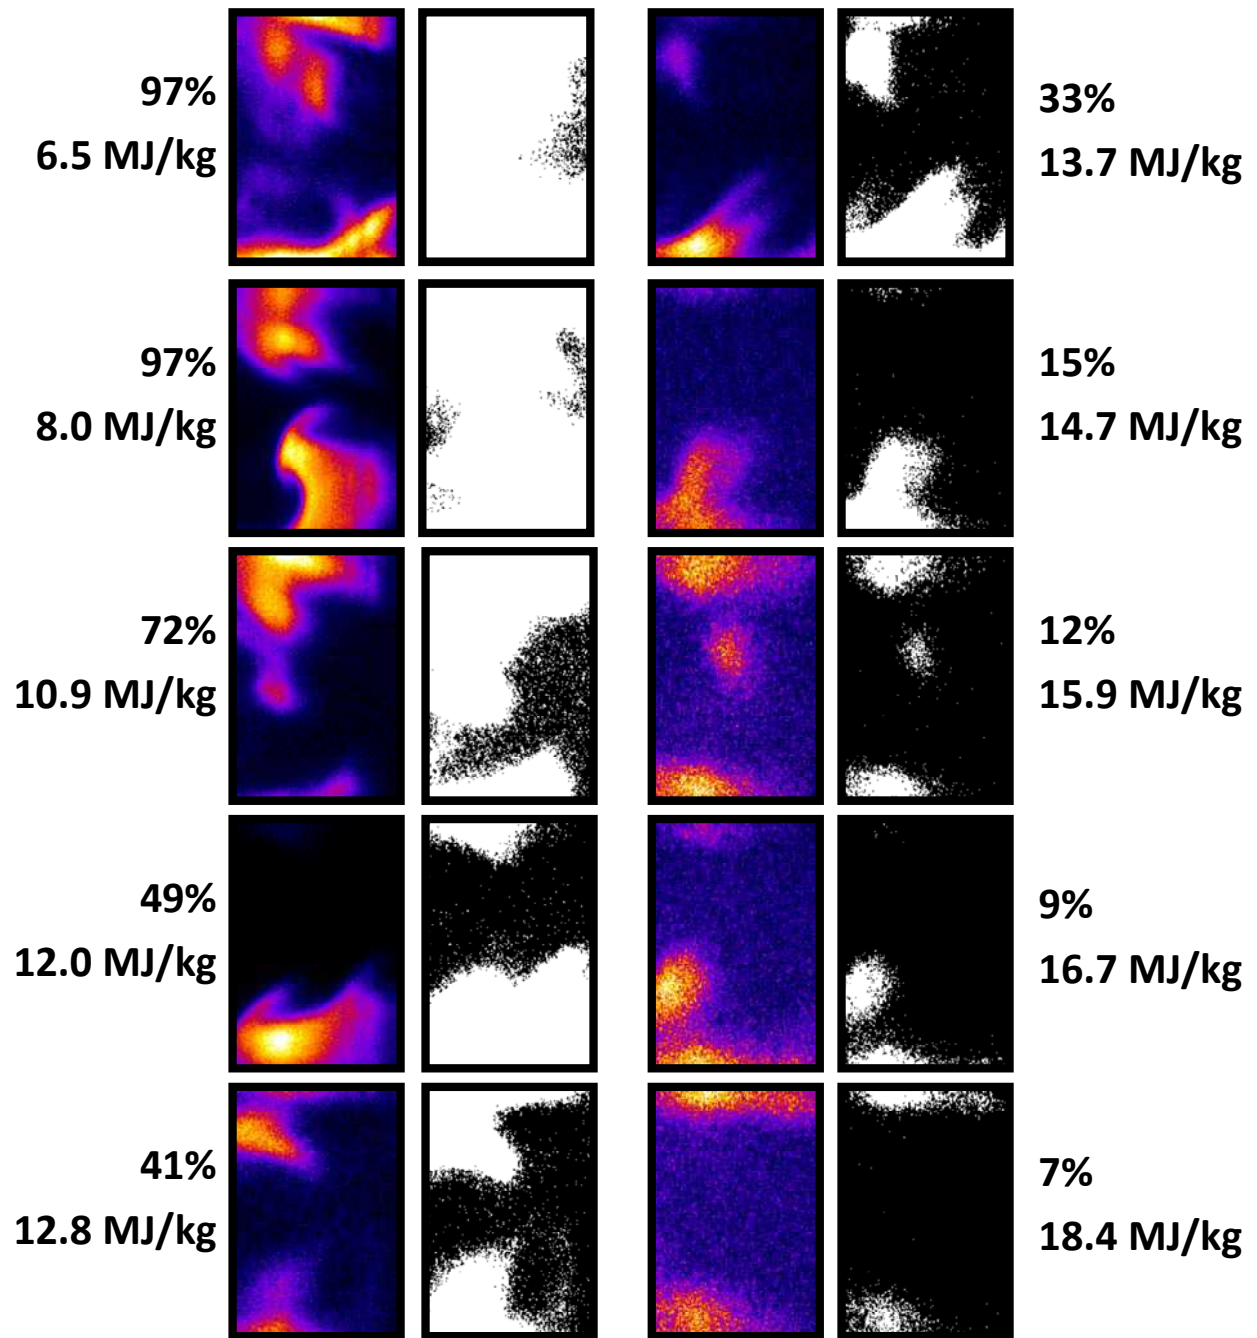 97%
6.5 MJ/kg
33%
13.7 MJ/kg
97%
8.0 MJ/kg
15%
14.7 MJ/kg
72%
10.9 MJ/kg
12%
15.9 MJ/kg
49%
12.0 MJ/kg
9%
16.7 MJ/kg
41%
12.8 MJ/kg
7%
18.4 MJ/kg